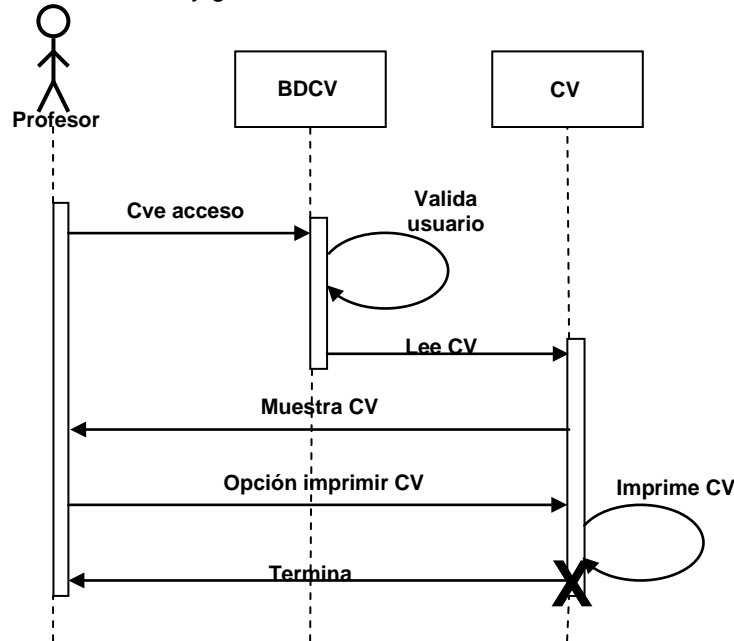 Profesor
BDCV
CV
Cve acceso
Valida
usuario
Lee CV
Muestra CV
Opción imprimir CV
Imprime CV
Termina